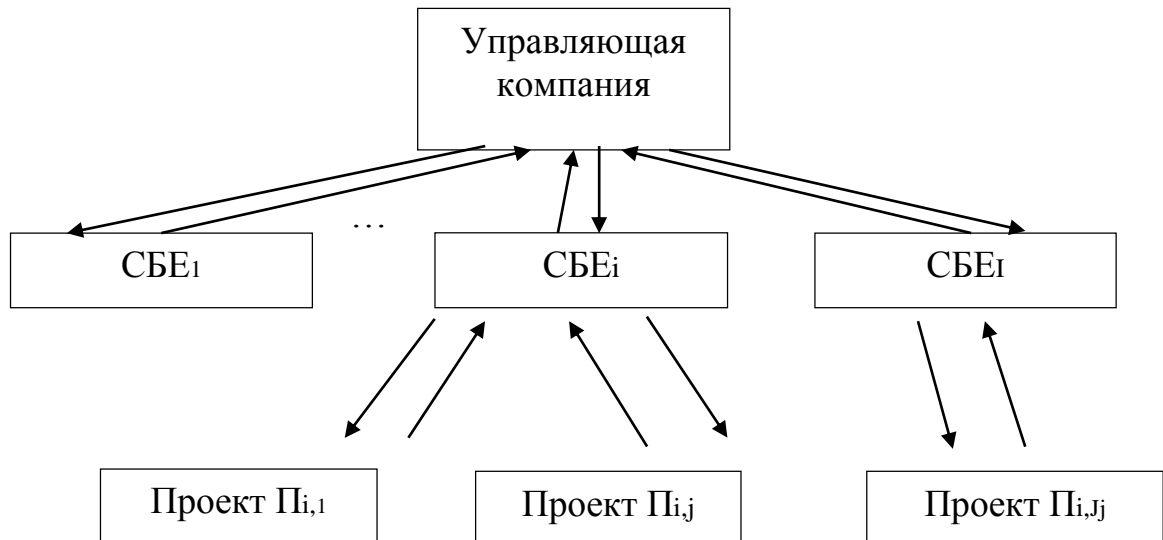 Управляющая
компания
...
СБЕ₁
СБЕi
СБЕI
Проект Пi,1
Проект Пi,j
Проект Пi,Jj